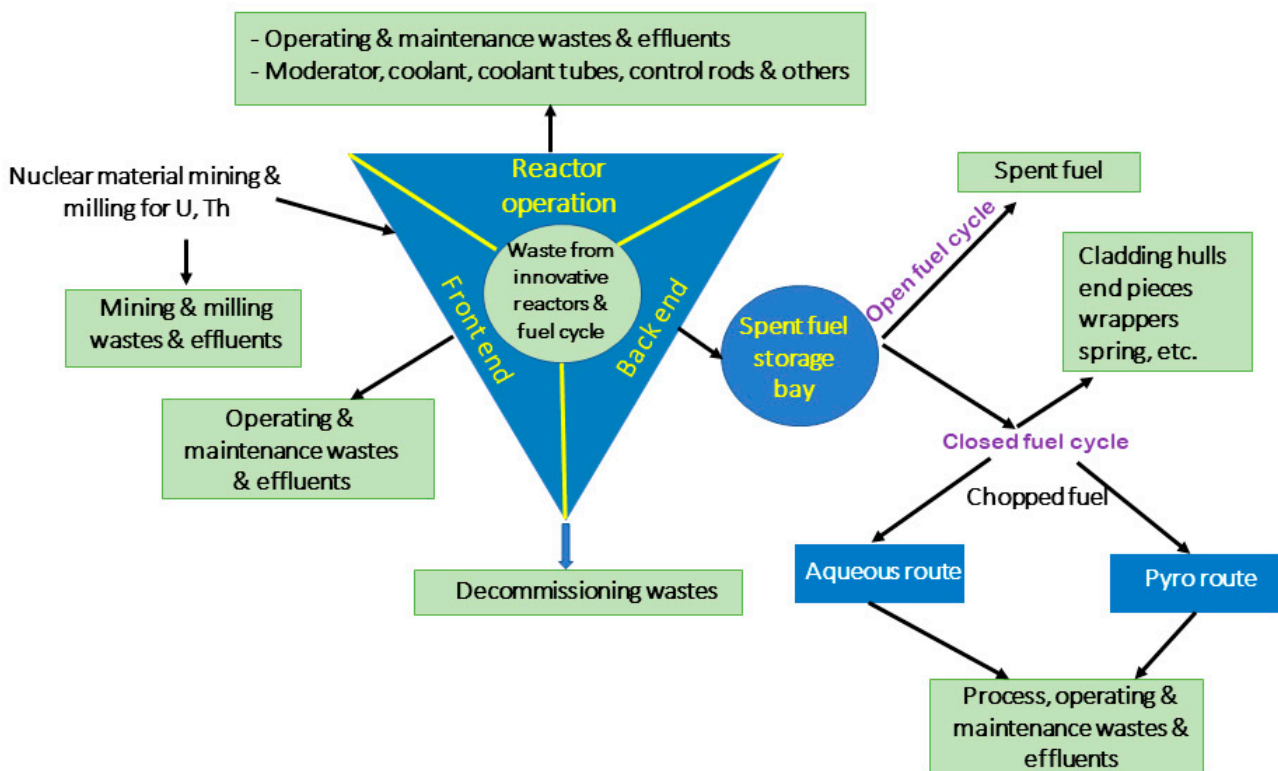 - Operating & maintenance wastes & effluents
- Moderator, coolant, coolant tubes, control rods & others
Nuclear material mining &
milling for U, Th
Mining & milling
wastes & effluents
Operating &
maintenance wastes
& effluents
Reactor
operation
Front end
Back end
Waste from
innovative
reactors &
fuel cycle
Decommissioning wastes
Spent fuel
storage
bay
Open fuel cycle
Spent fuel
Cladding hulls
end pieces
wrappers
spring, etc.
Closed fuel cycle
Chopped fuel
Aqueous route
Pyro route
Process, operating &
maintenance wastes &
effluents